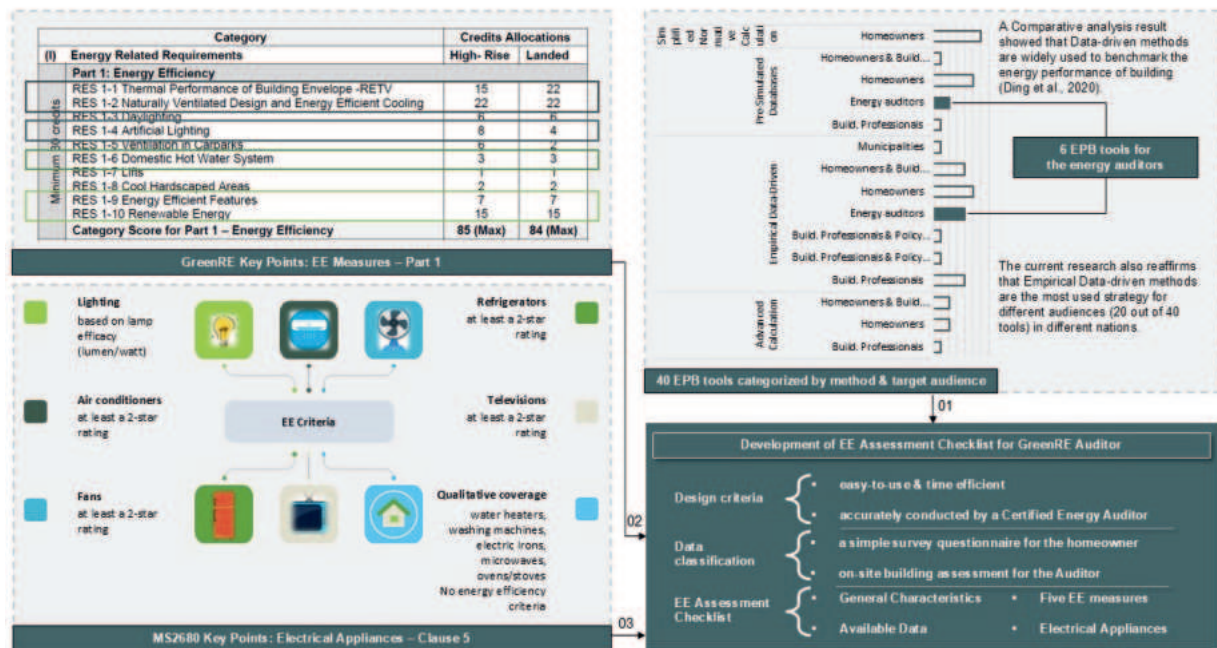 Category Credits Allocations
(I) Energy Related Requirements High- Rise Landed
Part 1: Energy Efficiency
RES 1-1 Thermal Performance of Building Envelope -RETV 15 22
RES 1-2 Naturally Ventilated Design and Energy Efficient Cooling 22 22
RES 1-3 Daylighting 6 6
RES 1-4 Artificial Lighting 8 4
RES 1-5 Ventilation in Carparks 6 2
RES 1-6 Domestic Hot Water System 3 3
RES 1-7 Lifts 1 1
RES 1-8 Cool Hardscaped Areas 2 2
RES 1-9 Energy Efficient Features 7 7
RES 1-10 Renewable Energy 15 15
Category Score for Part 1 – Energy Efficiency 85 (Max) 84 (Max)
Minimum 30 credits
GreenRE Key Points: EE Measures – Part 1
Lighting
based on lamp
efficacy
(lumen/watt)
Refrigerators
at least a 2-star
rating
Air conditioners
at least a 2-star
rating
EE Criteria
Televisions
at least a 2-star
rating
Fans
at least a 2-star
rating
Qualitative coverage
water heaters,
washing machines,
electric irons,
microwaves,
ovens/stoves
No energy efficiency
criteria
MS2680 Key Points: Electrical Appliances – Clause 5
Sim
plifi
ed
Nor
mati
ve
Calc
ulati
on
Homeowners
Pre-Simulated
Databases
Homeowners & Build...
Homeowners
Energy auditors
Build. Professionals
Empirical Data-Driven
Municipalities
Homeowners & Build...
Homeowners
Energy auditors
Build. Professionals & Policy...
Build. Professionals & Policy...
Build. Professionals
Advanced
Calculation
Homeowners & Build...
Homeowners
Build. Professionals
A Comparative analysis result
showed that Data-driven methods
are widely used to benchmark the
energy performance of building
(Ding et al., 2020).
6 EPB tools for
the energy auditors
The current research also reaffirms
that Empirical Data-driven methods
are the most used strategy for
different audiences (20 out of 40
tools) in different nations.
40 EPB tools categorized by method & target audience
01
02
03
Development of EE Assessment Checklist for GreenRE Auditor
Design criteria
• easy-to-use & time efficient
• accurately conducted by a Certified Energy Auditor
Data
classification
• a simple survey questionnaire for the homeowner
• on-site building assessment for the Auditor
EE Assessment
Checklist
• General Characteristics • Five EE measures
• Available Data • Electrical Appliances